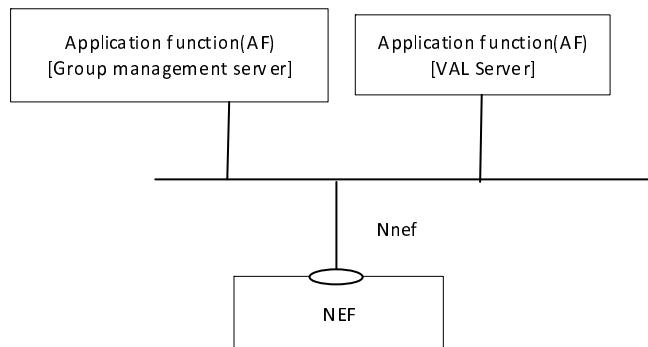 Application function(AF)
[Group management server]
Application function(AF)
[VAL Server]
Nnef
NEF